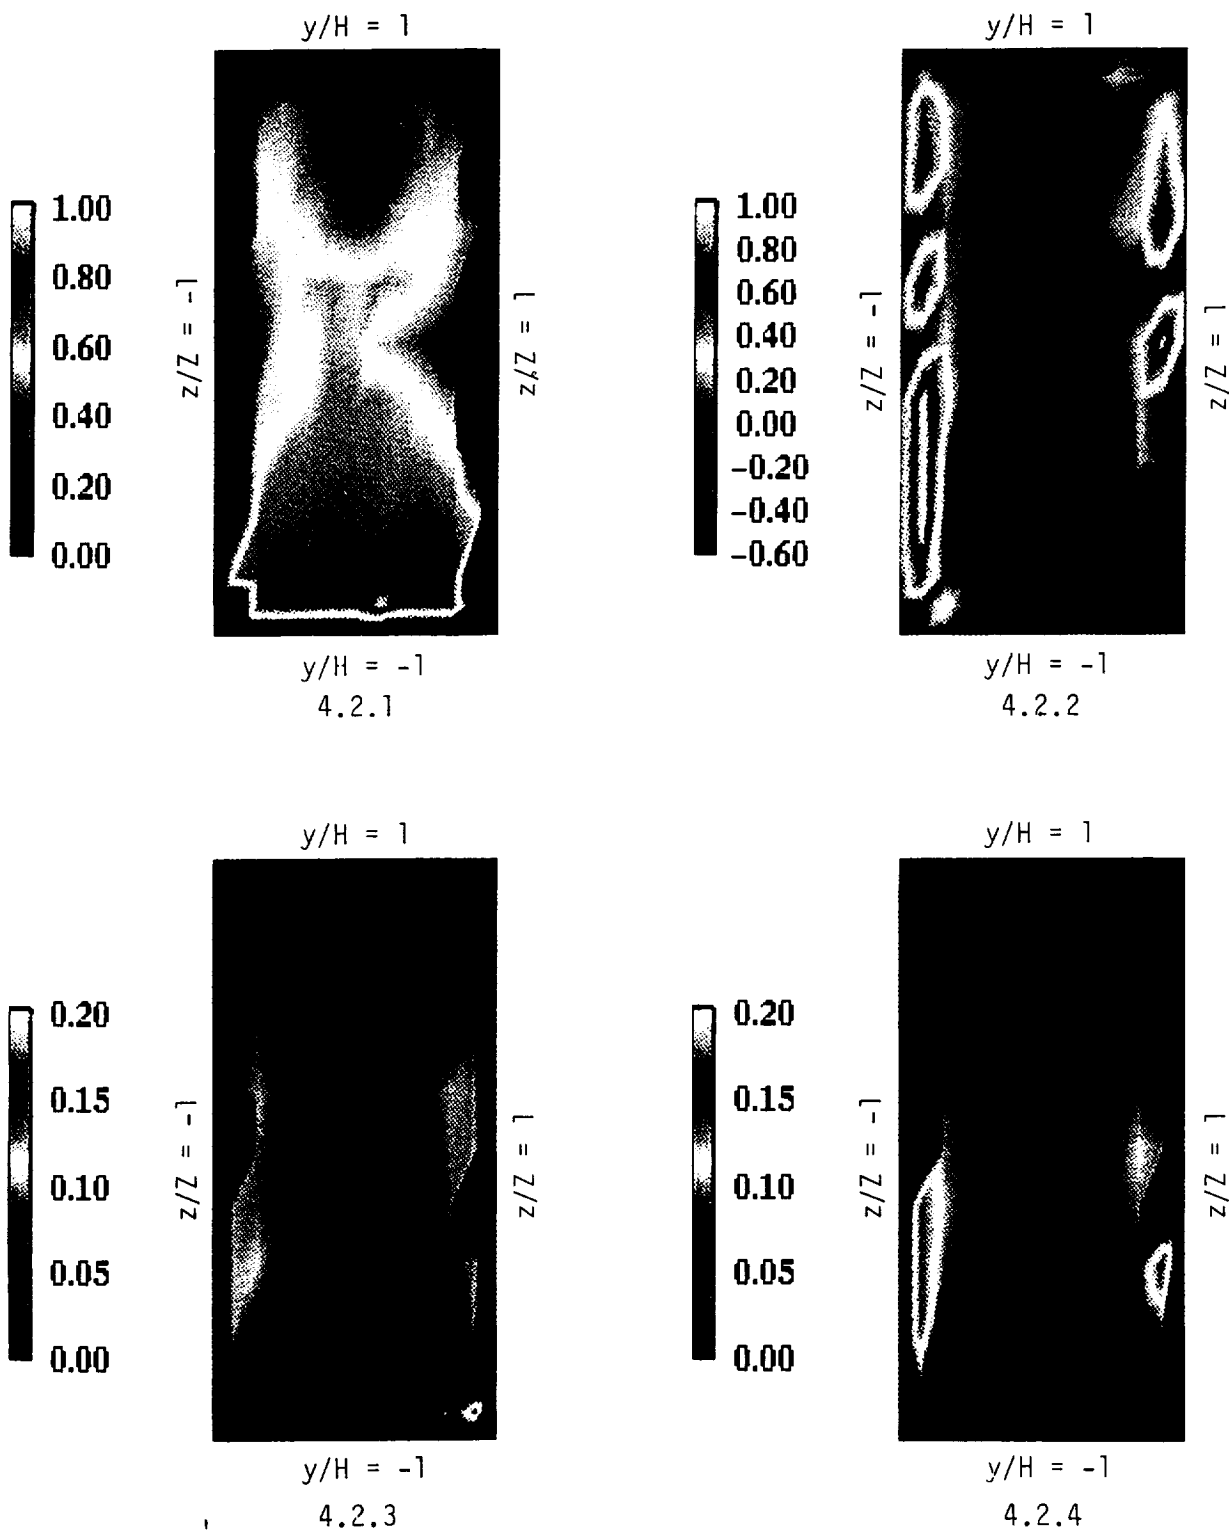 y/H = 1
1.00
0.80
0.60
0.40
0.20
0.00
z/Z = -1
z/Z = 1
y/H = -1
4.2.1
y/H = 1
1.00
0.80
0.60
0.40
0.20
0.00
-0.20
-0.40
-0.60
z/Z = -1
z/Z = 1
y/H = -1
4.2.2
y/H = 1
0.20
0.15
0.10
0.05
0.00
z/Z = -1
z/Z = 1
y/H = -1
4.2.3
y/H = 1
0.20
0.15
0.10
0.05
0.00
z/Z = -1
z/Z = 1
y/H = -1
4.2.4